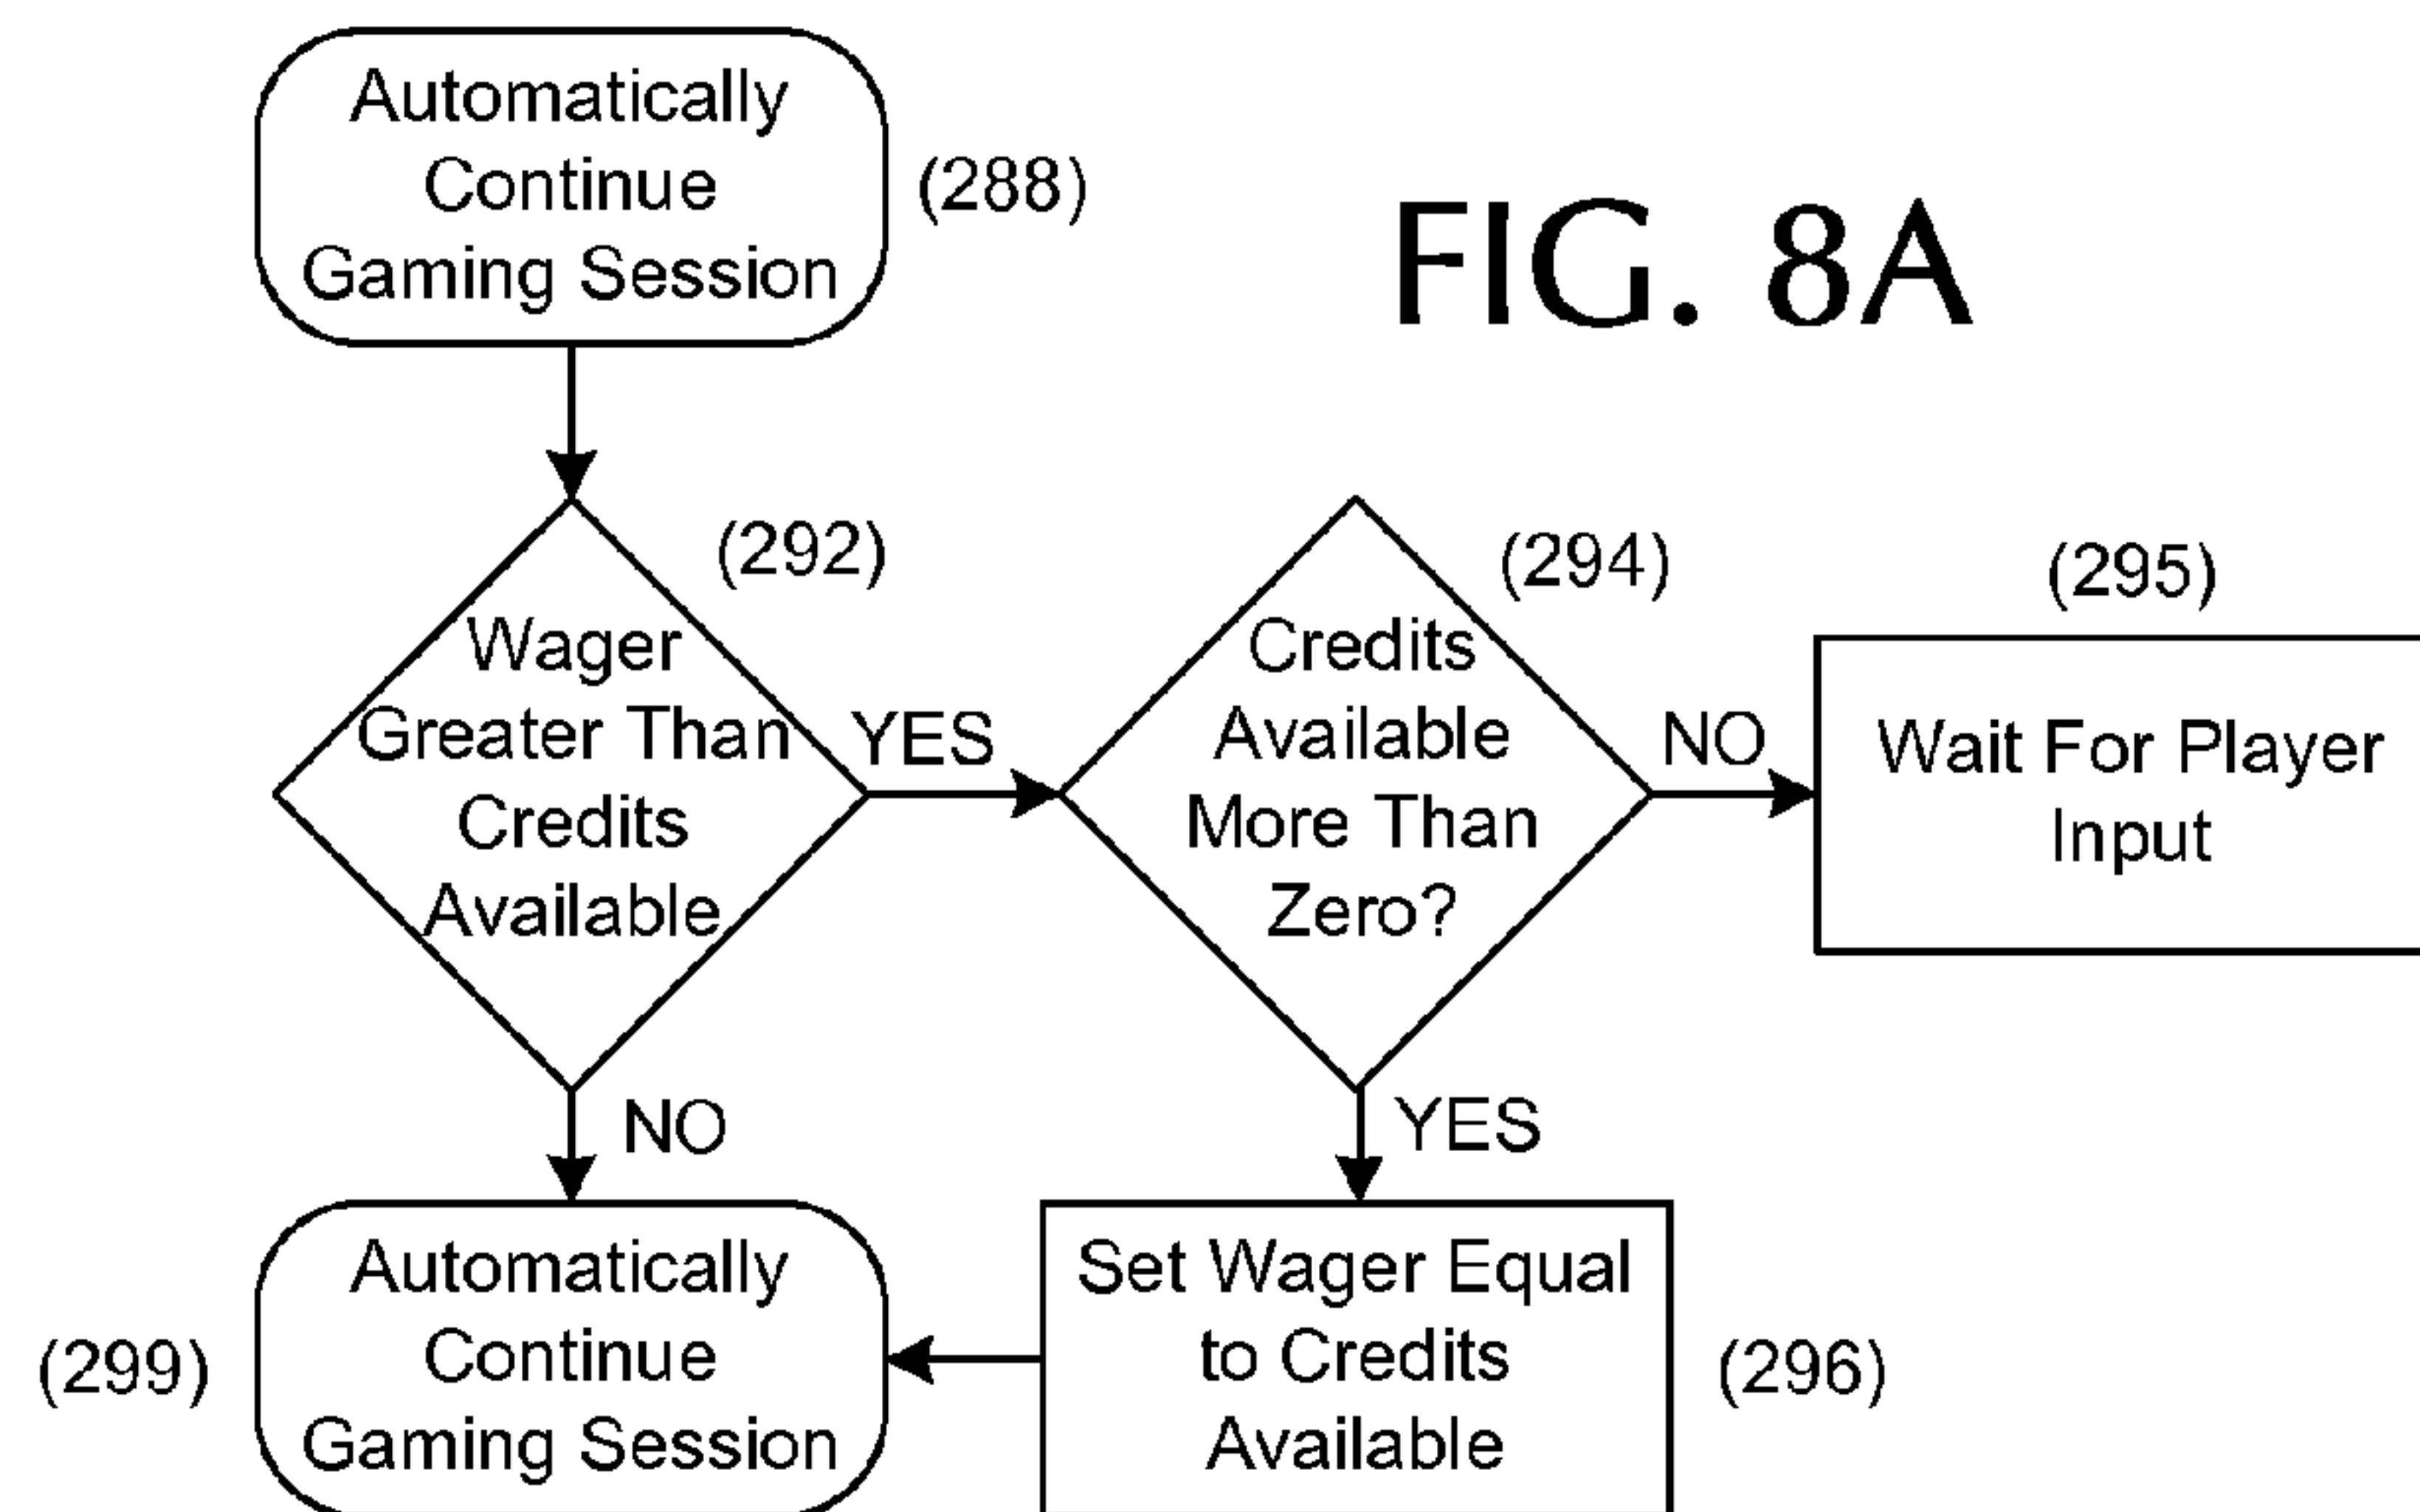 Automatically
Continue
Gaming Session
(288)
FIG. 8A
(292)
Wager
Greater Than
Credits
Available
YES
(294)
Credits
Available
More Than
Zero?
NO
(295)
Wait For Player
Input
NO
YES
(299)
Automatically
Continue
Gaming Session
Set Wager Equal
to Credits
Available
(296)